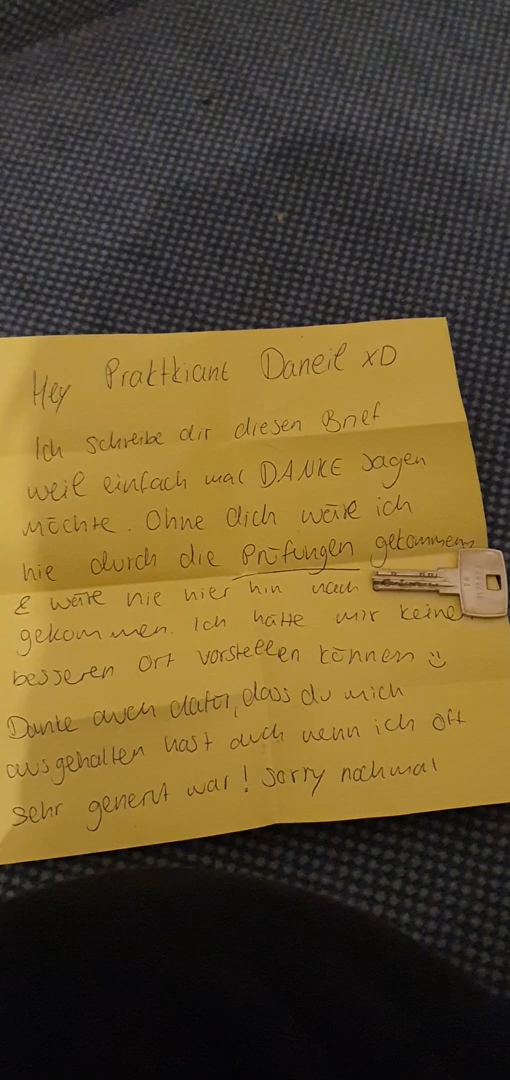 Hey Praktkiant Daneil XD
Ich schreibe dir diesen Brief
weil einfach mal DANKE sagen
möchte. Ohne dich wäre ich
nie durch die Prüfungen gekommen
& wäre nie hier hin nach
gekommen. Ich hätte mir keinen
besseren Ort vorstellen können :)
Danke auch dafür, dass du mich
ausgehalten hast auch wenn ich oft
sehr genervt war! Sorry nochmal